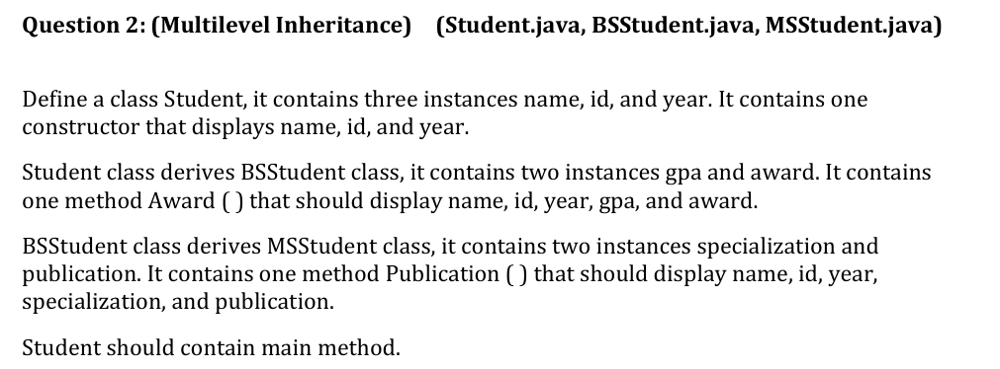 Question 2: (Multilevel Inheritance) (Student.java, BSStudent.java, MSStudent.java)
Define a class Student, it contains three instances name, id, and year. It contains one
constructor that displays name, id, and year.
Student class derives BSStudent class, it contains two instances gpa and award. It contains
one method Award ( ) that should display name, id, year, gpa, and award.
BSStudent class derives MSStudent class, it contains two instances specialization and
publication. It contains one method Publication ( ) that should display name, id, year,
specialization, and publication.
Student should contain main method.